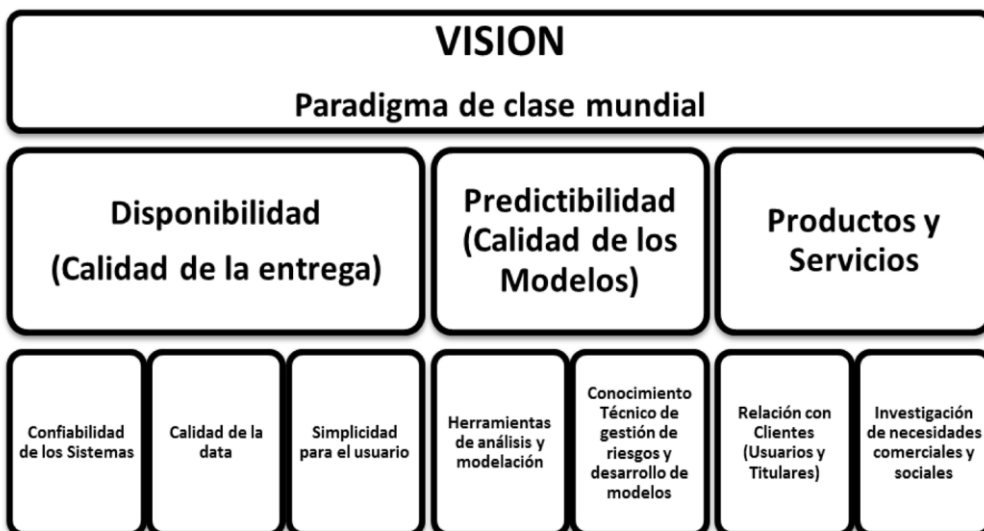 VISION
Paradigma de clase mundial
Disponibilidad
(Calidad de la entrega)
Predictibilidad
(Calidad de los
Modelos)
Productos y
Servicios
Confiabilidad
de los Sistemas
Calidad de la
data
Simplicidad
para el usuario
Herramientas
de análisis y
modelación
Conocimiento
Técnico de
gestión de
riesgos y
desarrollo de
modelos
Relación con
Clientes
(Usuarios y
Titulares)
Investigación
de necesidades
comerciales y
sociales